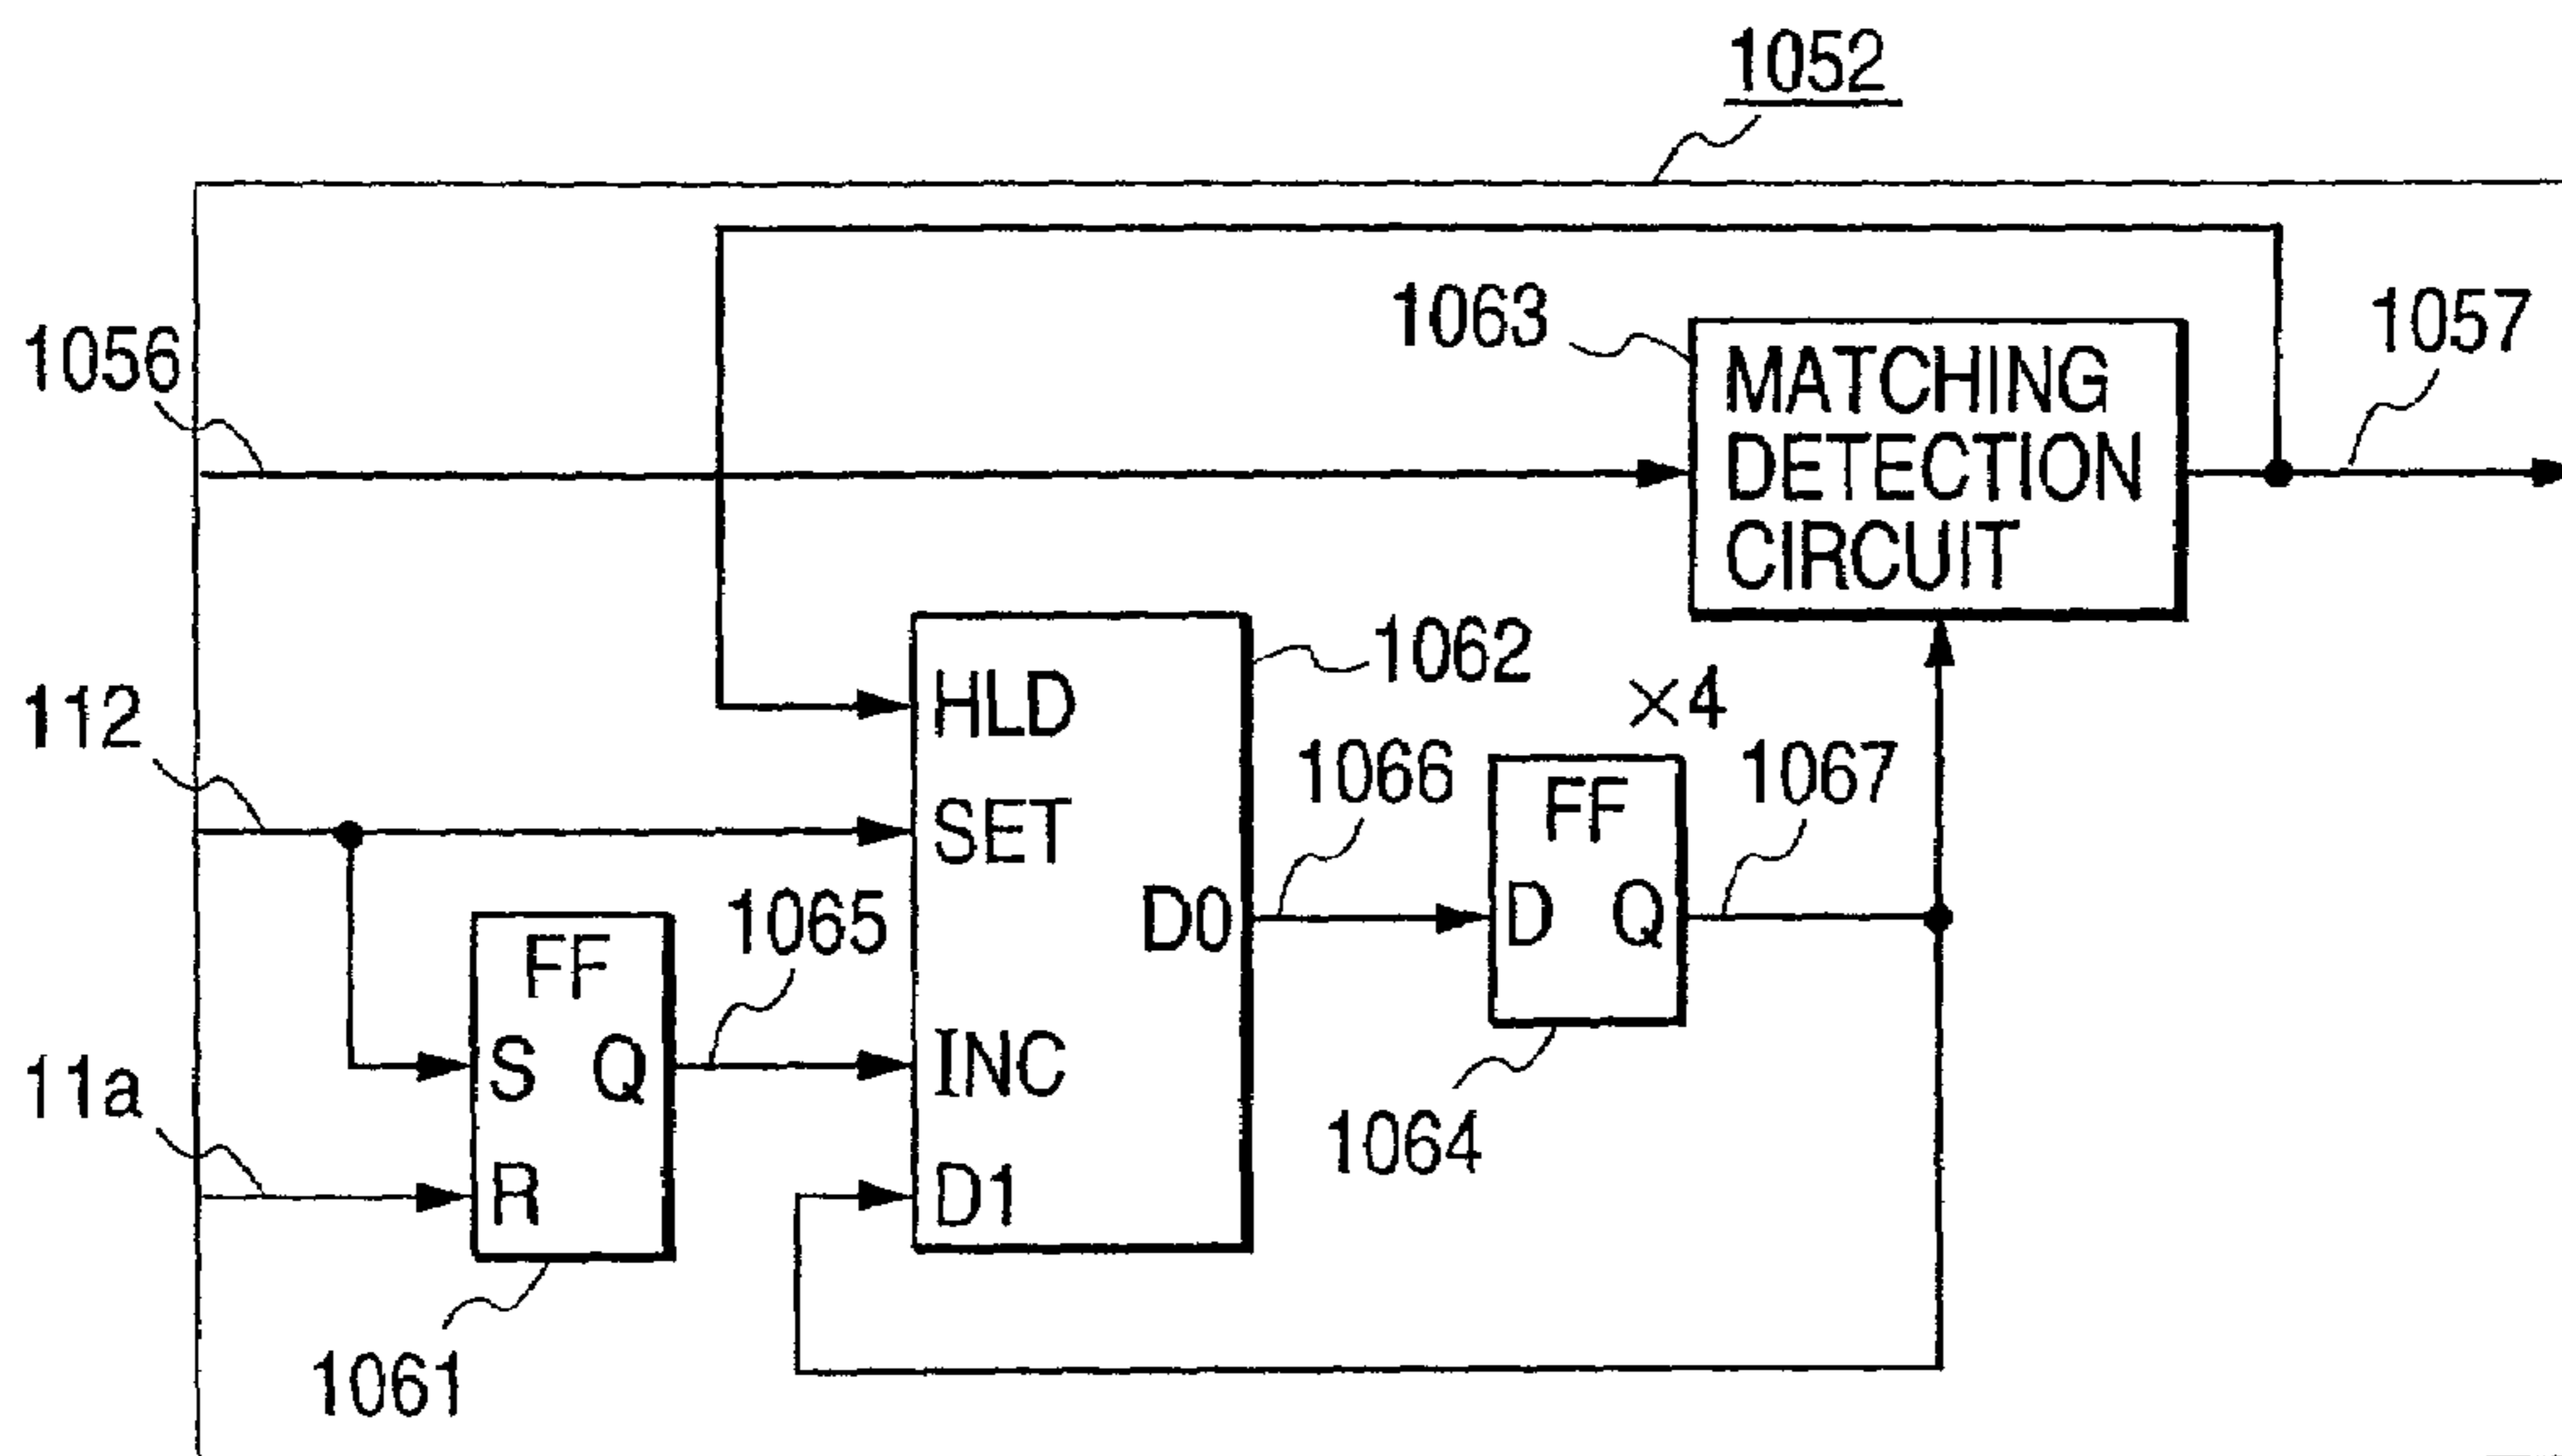 1052
1056
1063
MATCHING
DETECTION
CIRCUIT
1057
112
HLD
SET
INC
D1
D0
1062
1066
×4
FF
D Q
1067
1064
11a
FF
S Q
R
1065
1061